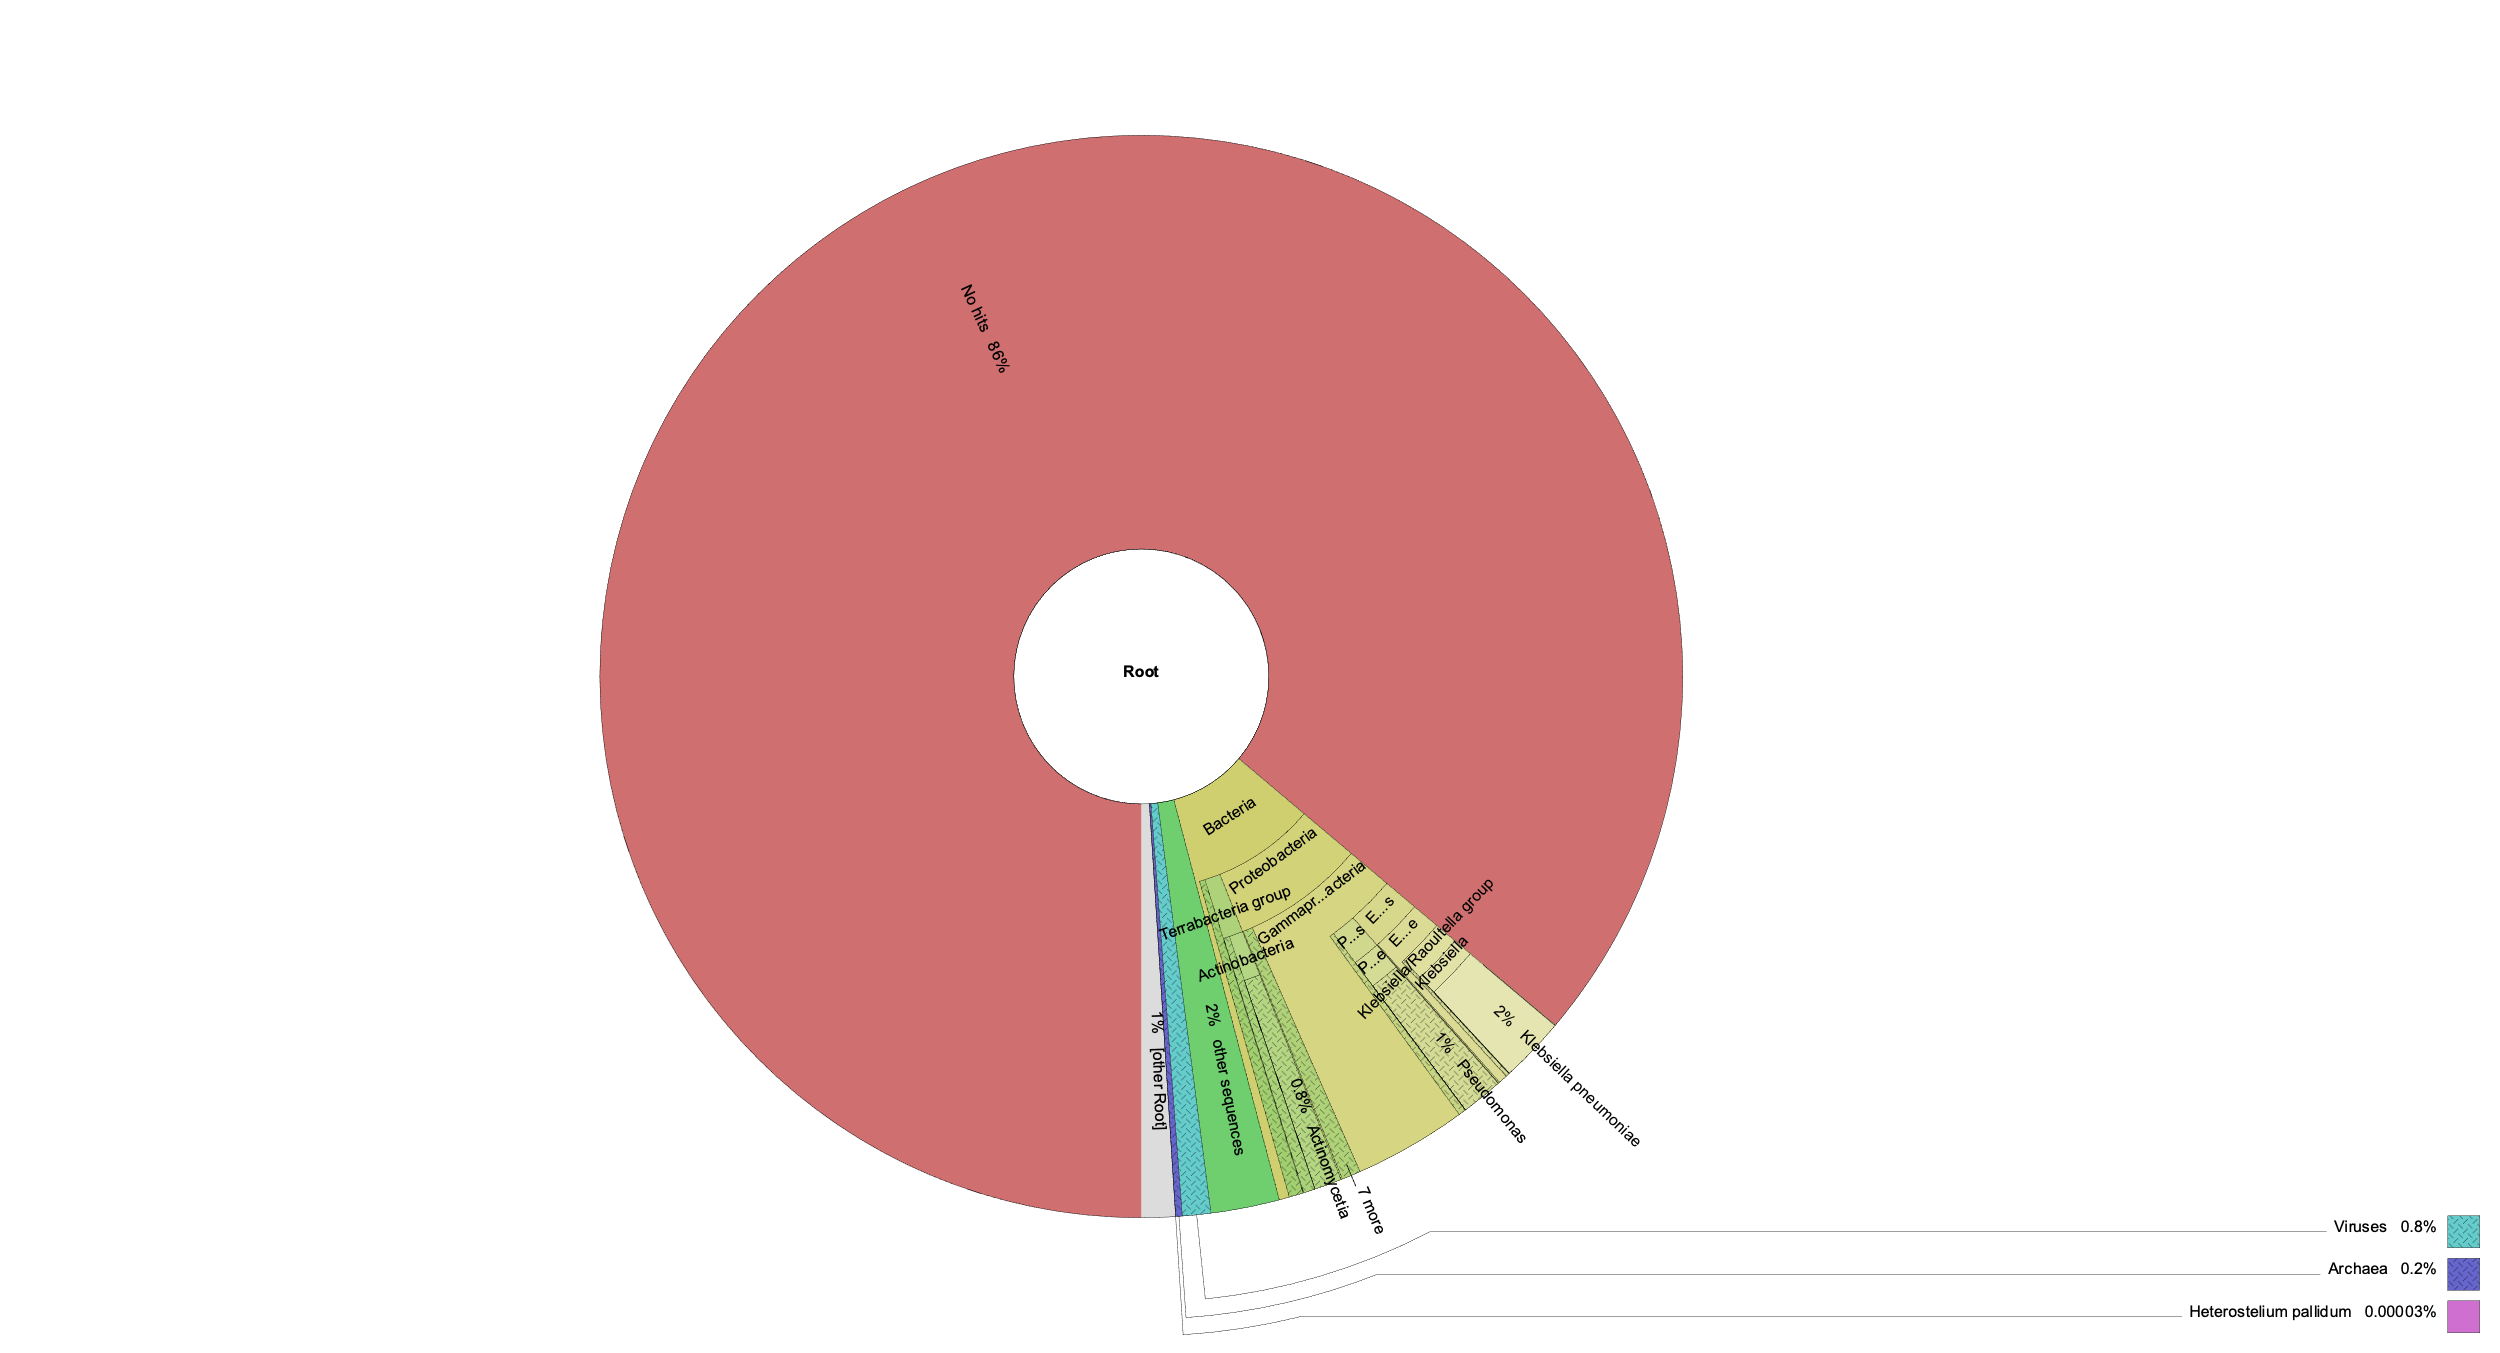 No hits 86%
Root
Bacteria
Proteobacteria
Terrabacteria group
Gammapr...acteria
Actinobacteria
P...s
E...s
P...e
E...e
Klebsiella/Raoultella group
Klebsiella
2% Klebsiella pneumoniae
1% Pseudomonas
0.8% Actinomycetia
7 more
2% other sequences
1% [other Root]
Viruses 0.8%
Archaea 0.2%
Heterostelium pallidum 0.00003%